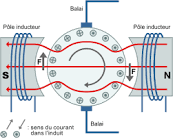 Balai
Pôle inducteur
Pôle inducteur
F
S
N
F
: sens du courant
dans l'induit
Balai